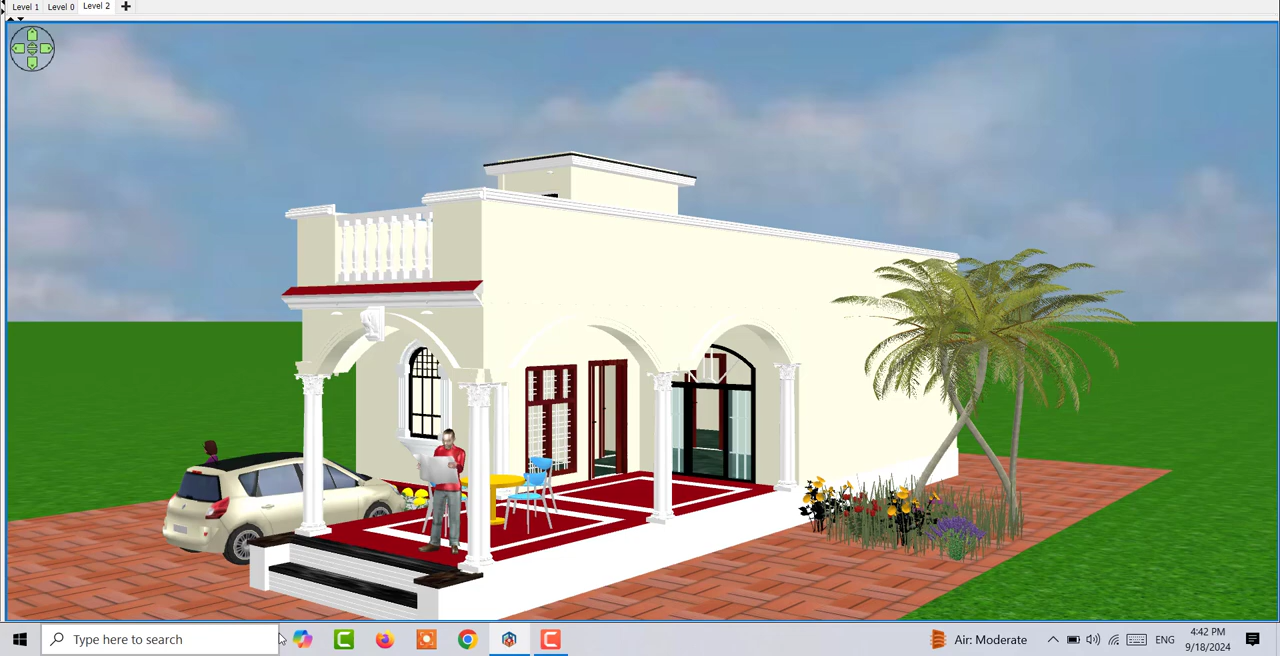 Level 1 Level 0 Level 2
Type here to search
Air: Moderate
ENG
4:42 PM
9/18/2024